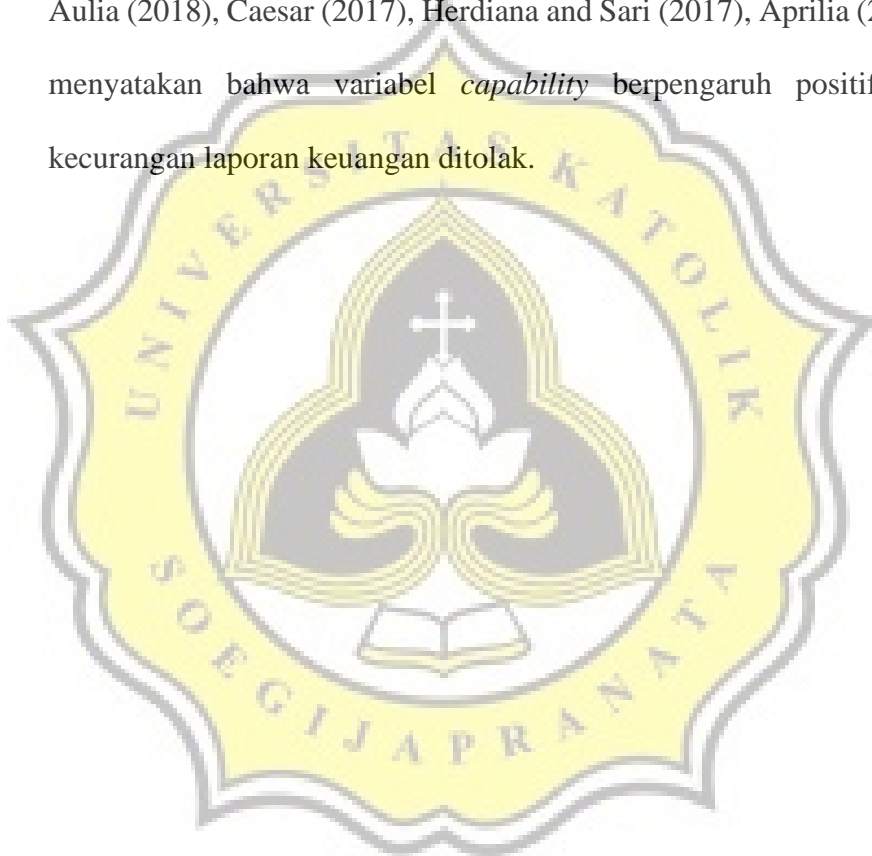 Aulia (2018), Caesar (2017), Herdiana and Sari (2017), Aprilia (2
menyatakan bahwa variabel capability berpengaruh positif
kecurangan laporan keuangan ditolak.
UNIVERSITAS KATOLIK
SOEGIJAPRANATA